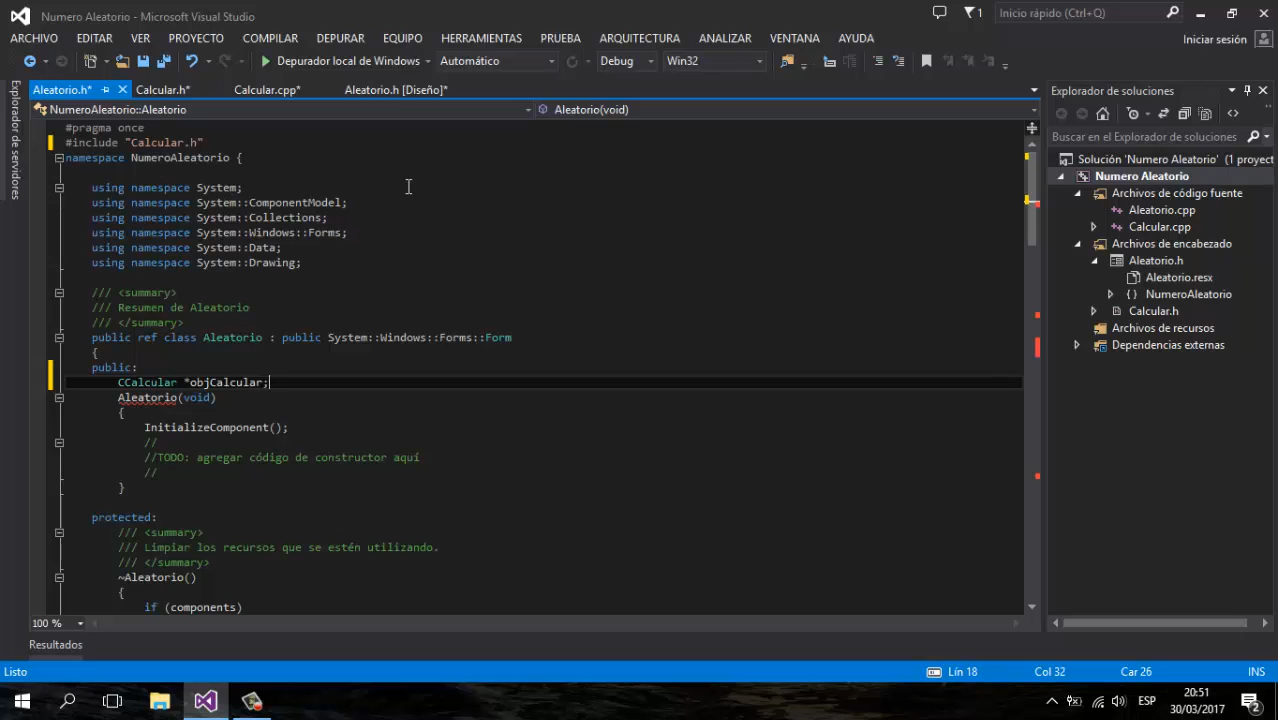 Numero Aleatorio - Microsoft Visual Studio
1
Inicio rápido (Ctrl+Q)
ARCHIVO EDITAR VER PROYECTO COMPILAR DEPURAR EQUIPO HERRAMIENTAS PRUEBA ARQUITECTURA ANALIZAR VENTANA AYUDA
Iniciar sesión
Depurador local de Windows Automático Debug Win32
Explorador de servidores
Aleatorio.h* Calcular.h* Calcular.cpp* Aleatorio.h [Diseño]*
NumeroAleatorio::Aleatorio Aleatorio(void)
#pragma once
#include "Calcular.h"
namespace NumeroAleatorio {
using namespace System;
using namespace System::ComponentModel;
using namespace System::Collections;
using namespace System::Windows::Forms;
using namespace System::Data;
using namespace System::Drawing;
/// <summary>
/// Resumen de Aleatorio
/// </summary>
public ref class Aleatorio : public System::Windows::Forms::Form
{
public:
CCalcular *objCalcular;
Aleatorio(void)
{
InitializeComponent();
//
//TODO: agregar código de constructor aquí
//
}
protected:
/// <summary>
/// Limpiar los recursos que se estén utilizando.
/// </summary>
~Aleatorio()
{
if (components)
100 %
Explorador de soluciones
Buscar en el Explorador de soluciones
Solución 'Numero Aleatorio' (1 proyect
Numero Aleatorio
Archivos de código fuente
Aleatorio.cpp
Calcular.cpp
Archivos de encabezado
Aleatorio.h
Aleatorio.resx
{ } NumeroAleatorio
Calcular.h
Archivos de recursos
Dependencias externas
Resultados
Listo Lín 18 Col 32 Car 26 INS
ESP
20:51
30/03/2017
2